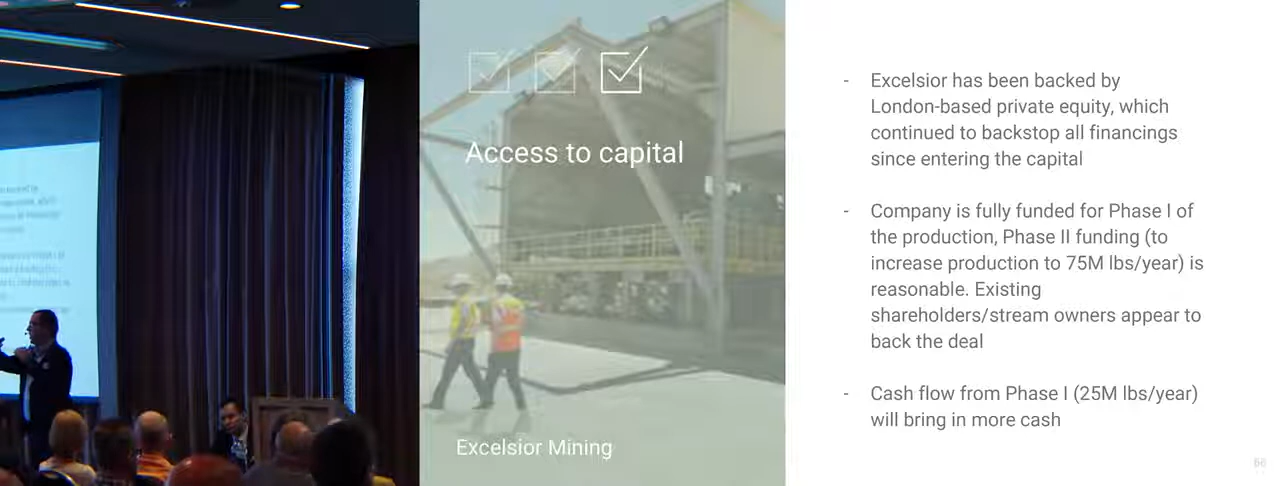 Access to capital
Excelsior Mining
- Excelsior has been backed by
London-based private equity, which
continued to backstop all financings
since entering the capital
- Company is fully funded for Phase I of
the production, Phase II funding (to
increase production to 75M lbs/year) is
reasonable. Existing
shareholders/stream owners appear to
back the deal
- Cash flow from Phase I (25M lbs/year)
will bring in more cash